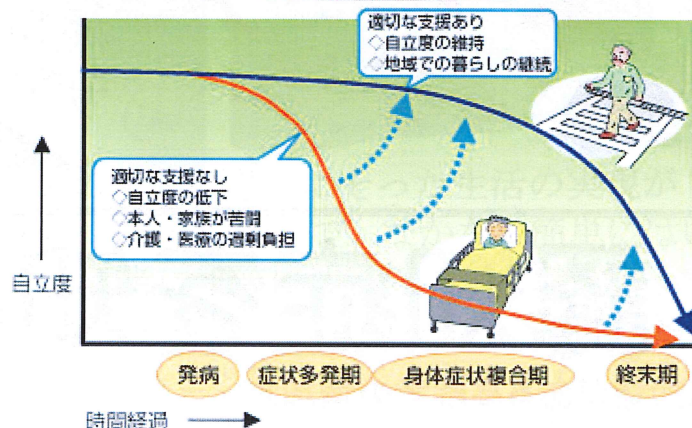 適切な支援あり
◇自立度の維持
◇地域での暮らしの継続
適切な支援なし
◇自立度の低下
◇本人・家族が苦闘
◇介護・医療の過剰負担
自立度
発病
症状多発期
身体症状複合期
終末期
時間経過